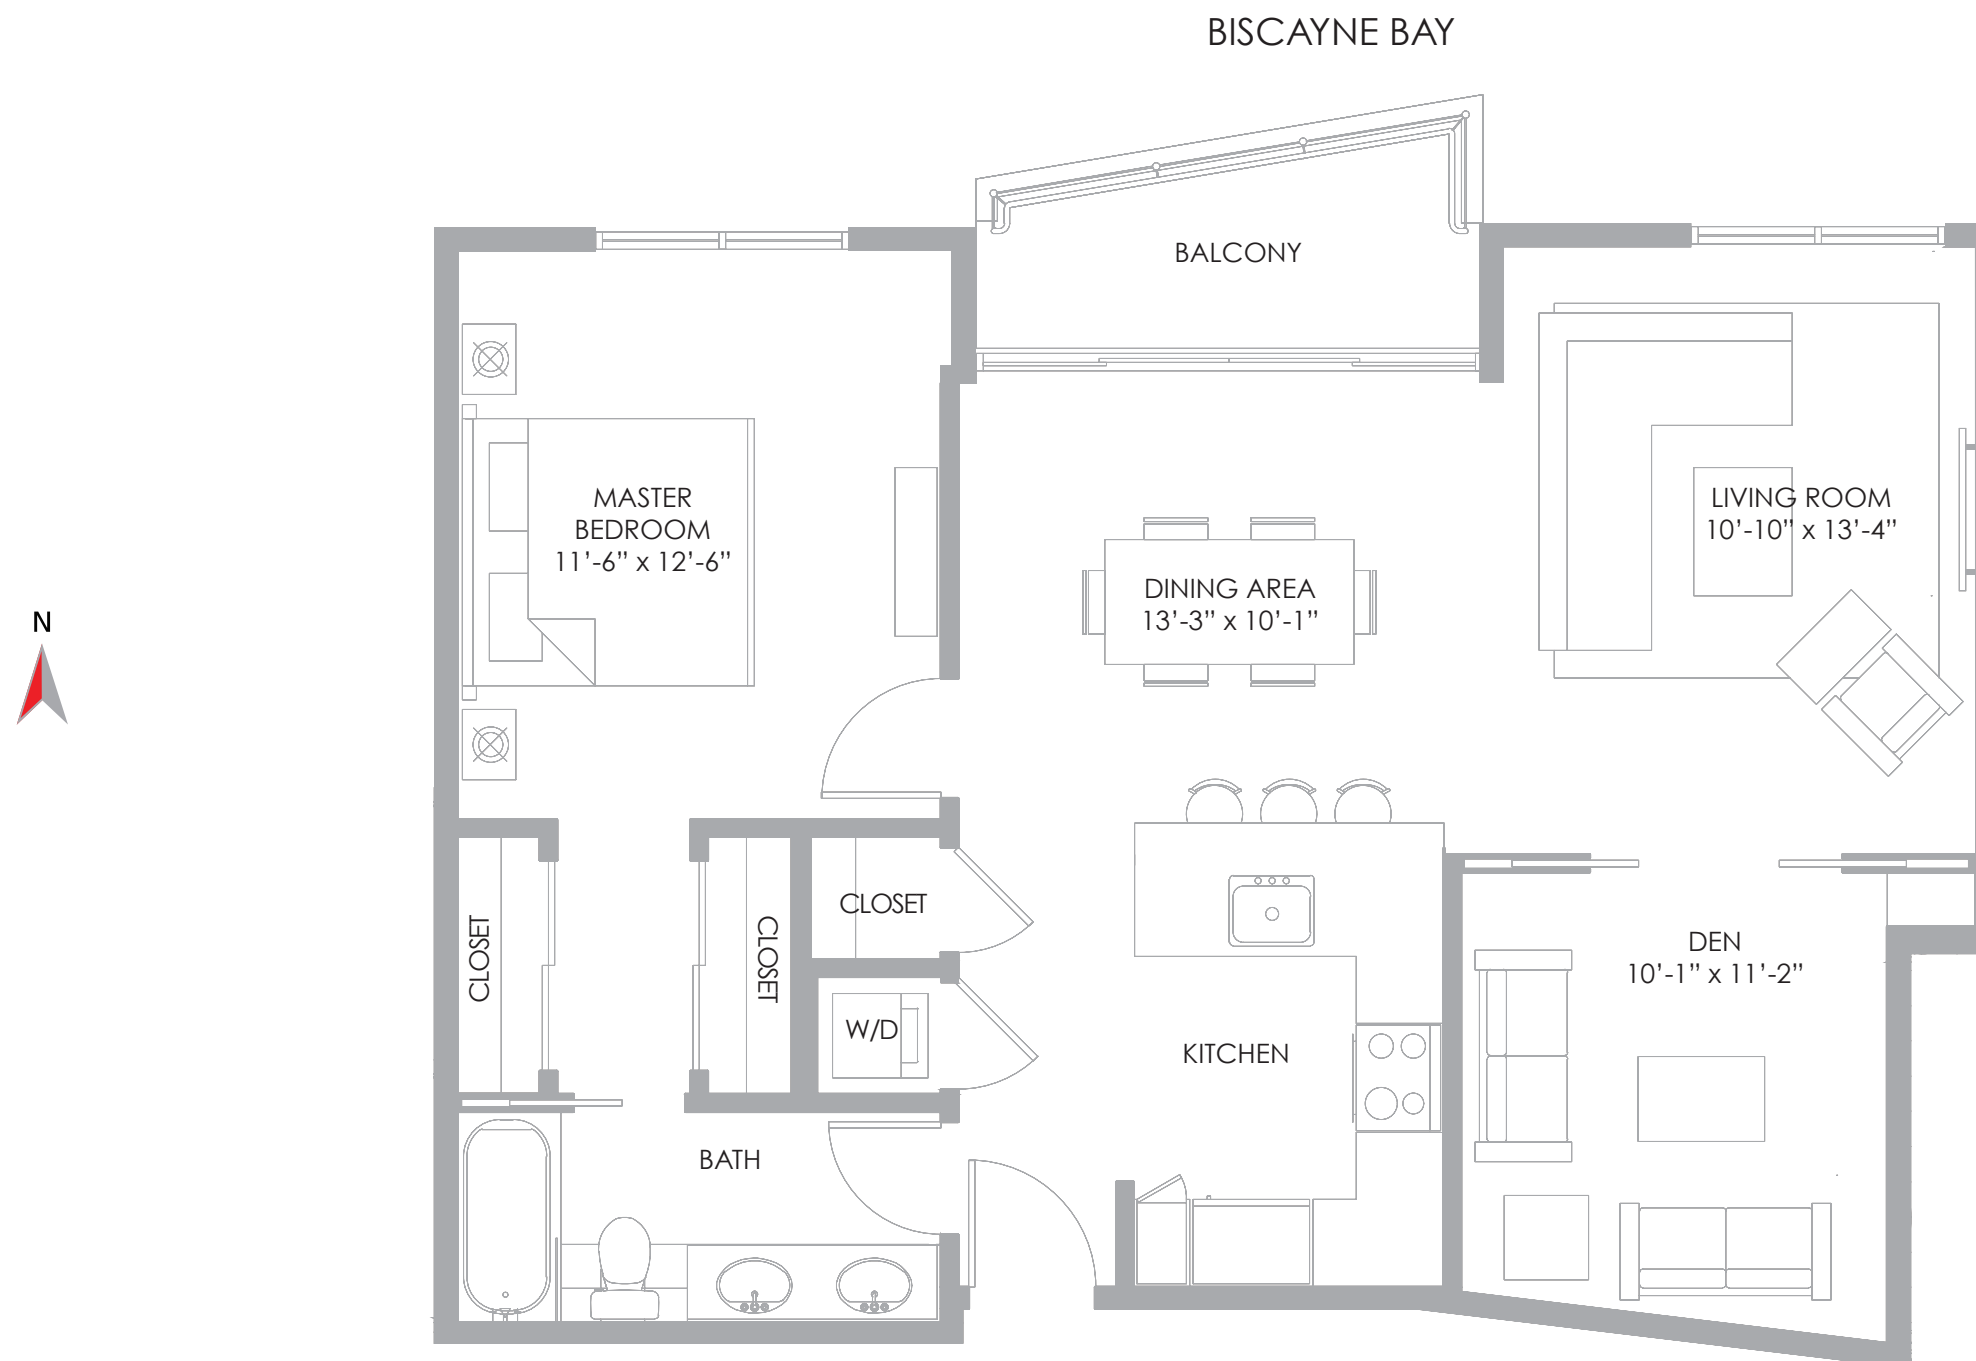 BISCAYNE BAY
BALCONY
MASTER
BEDROOM
11’-6” x 12’-6”
LIVING ROOM
10’-10” x 13’-4”
DINING AREA
13’-3” x 10’-1”
N
CLOSET
CLOSET
CLOSET
DEN
10’-1” x 11’-2”
W/D
KITCHEN
BATH